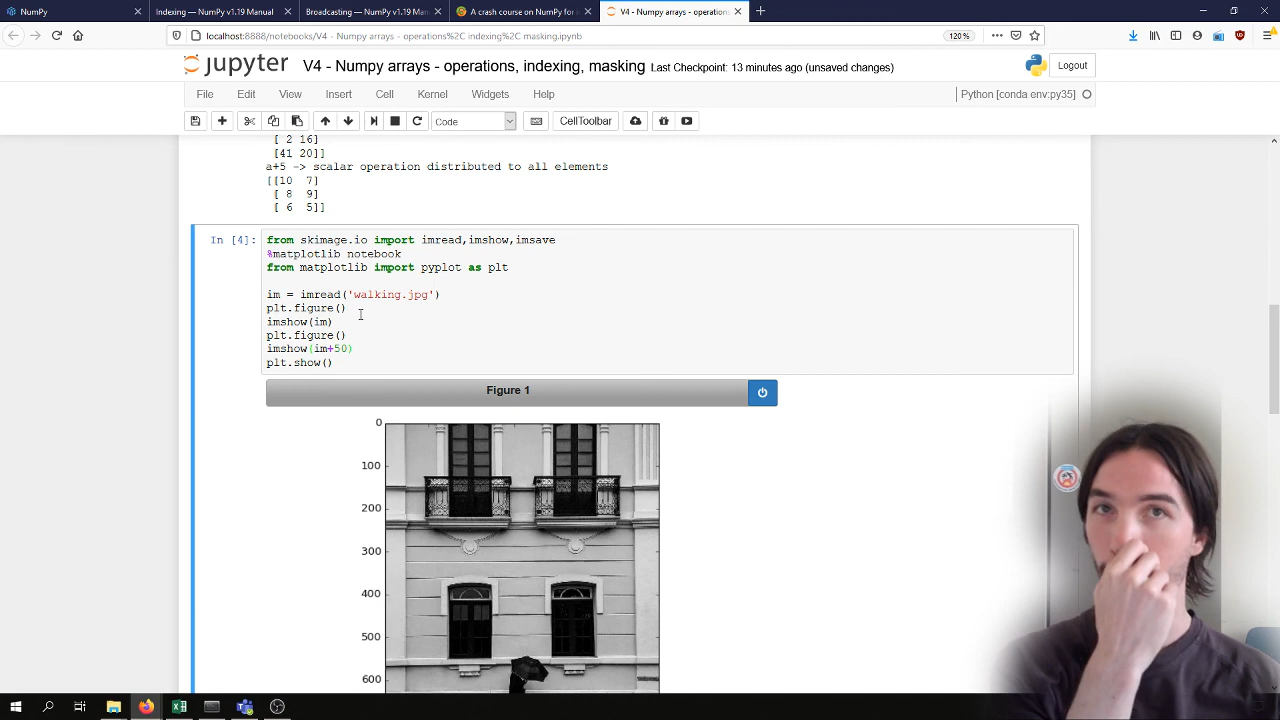 NumPy
Indexing — NumPy v1.19 Manual
Broadcasting — NumPy v1.19 Man
A crash course on NumPy for i
V4 - Numpy arrays - operations
localhost:8888/notebooks/V4 - Numpy arrays - operations%2C indexing%2C masking.ipynb
120%
jupyter V4 - Numpy arrays - operations, indexing, masking Last Checkpoint: 13 minutes ago (unsaved changes)
Logout
File Edit View Insert Cell Kernel Widgets Help
Python [conda env:py35]
Code
CellToolbar
[ 2 16]
[41 20]]
a+5 -> scalar operation distributed to all elements
[[10 7]
[ 8 9]
[ 6 5]]
In [4]: from skimage.io import imread,imshow,imsave
%matplotlib notebook
from matplotlib import pyplot as plt
im = imread('walking.jpg')
plt.figure()
imshow(im)
plt.figure()
imshow(im+50)
plt.show()
Figure 1
0
100
200
300
400
500
600